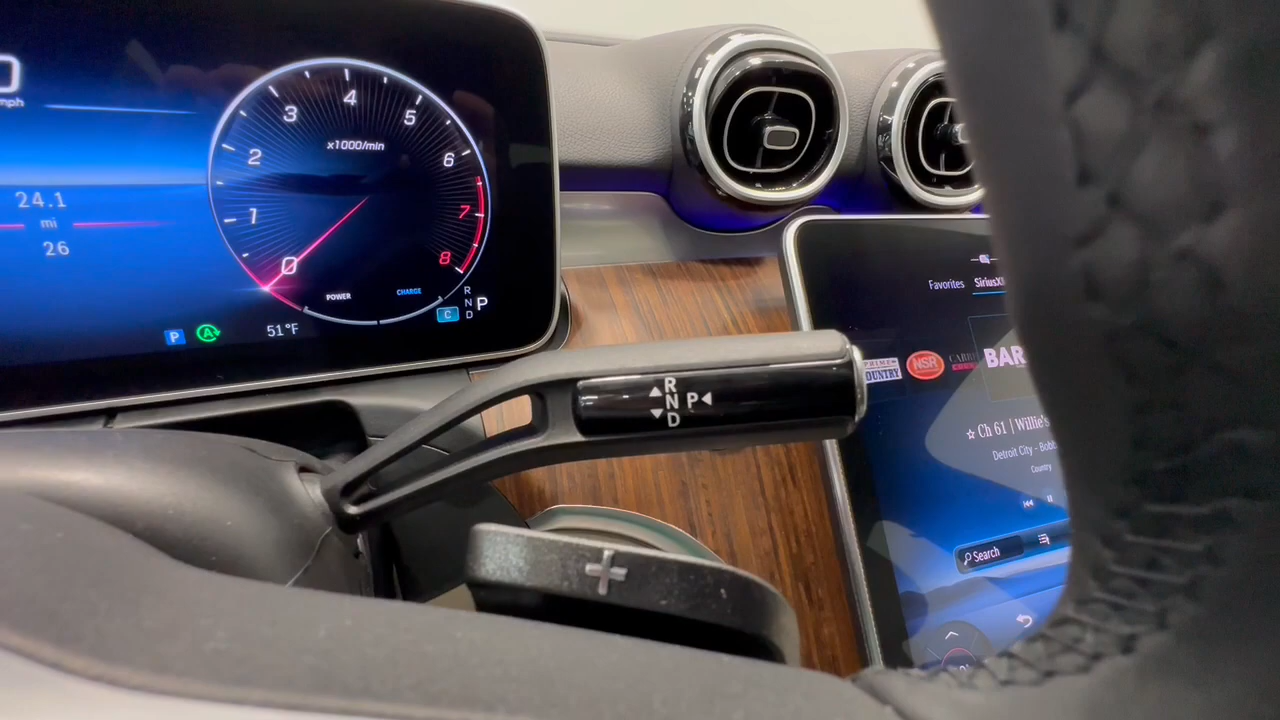 mph
24.1
mi
26
0
1
2
3
4
5
6
7
8
x1000/min
POWER
CHARGE
R
N P
D
C
P A
51°F
R
N P
D
Favorites
PRIME COUNTRY
NSR
BAR
☆ Ch 61 | Willie's
Detroit City - Bobb
Country
Search